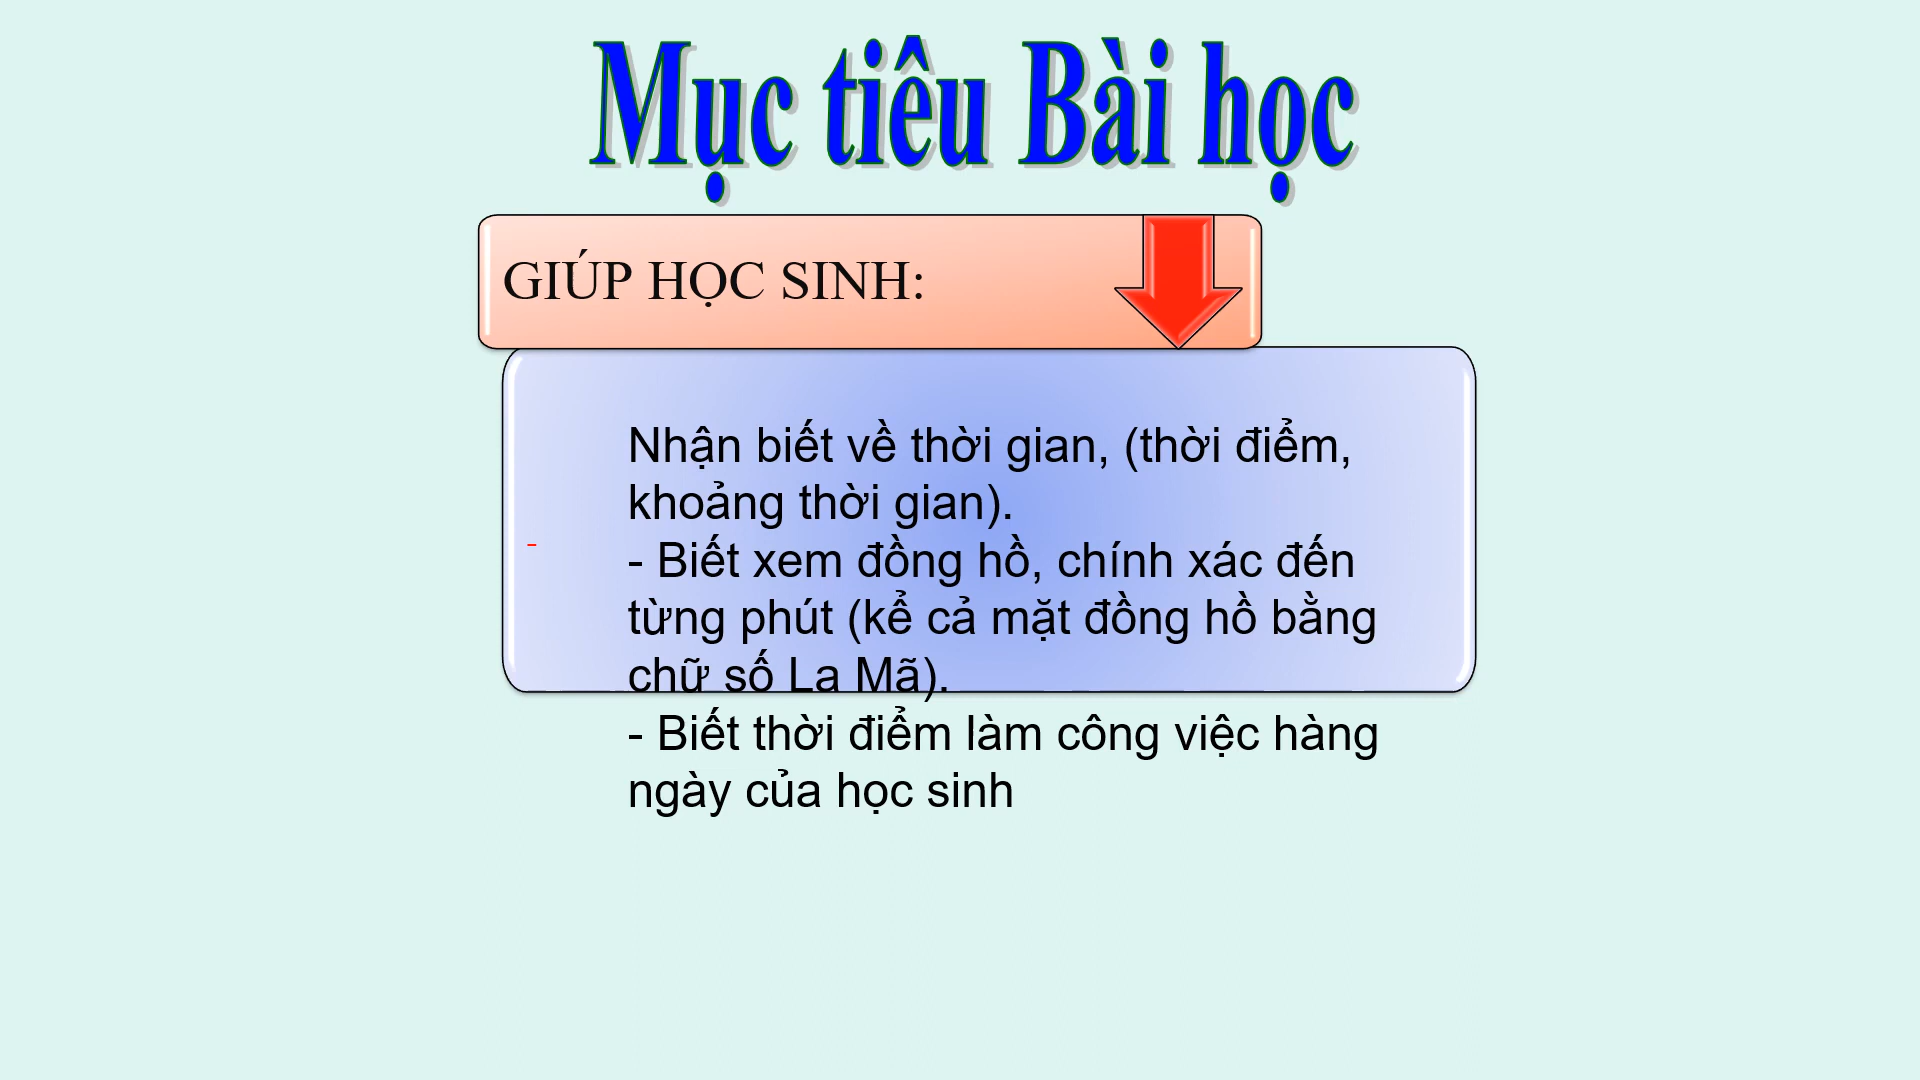 Mục tiêu Bài học
GIÚP HỌC SINH:
Nhận biết về thời gian, (thời điểm,
khoảng thời gian).
-
- Biết xem đồng hồ, chính xác đến
từng phút (kể cả mặt đồng hồ bằng
chữ số La Mã).
- Biết thời điểm làm công việc hàng
ngày của học sinh